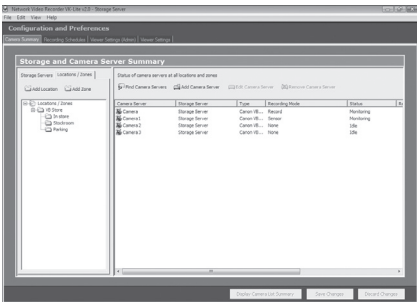 Network Video Recorder VK-Lite v2.0 - Storage Server
File Edit View Help
Configuration and Preferences
Camera Summary Recording Schedules Viewer Settings (Admin) Viewer Settings
Storage and Camera Server Summary
Storage Servers Locations / Zones
Status of camera servers at all locations and zones
Add Location Add Zone
Find Camera Servers Add Camera Server Edit Camera Server Remove Camera Server
Locations / Zones
VB Store
In store
Stockroom
Parking
Camera Server Storage Server Type Recording Mode Status
Camera Storage Server Canon VB... Record Monitoring
Camera1 Storage Server Canon VB... Sensor Monitoring
Camera2 Storage Server Canon VB... None Idle
Camera3 Storage Server Canon VB... None Idle
Display Camera List Summary Save Changes Discard Changes